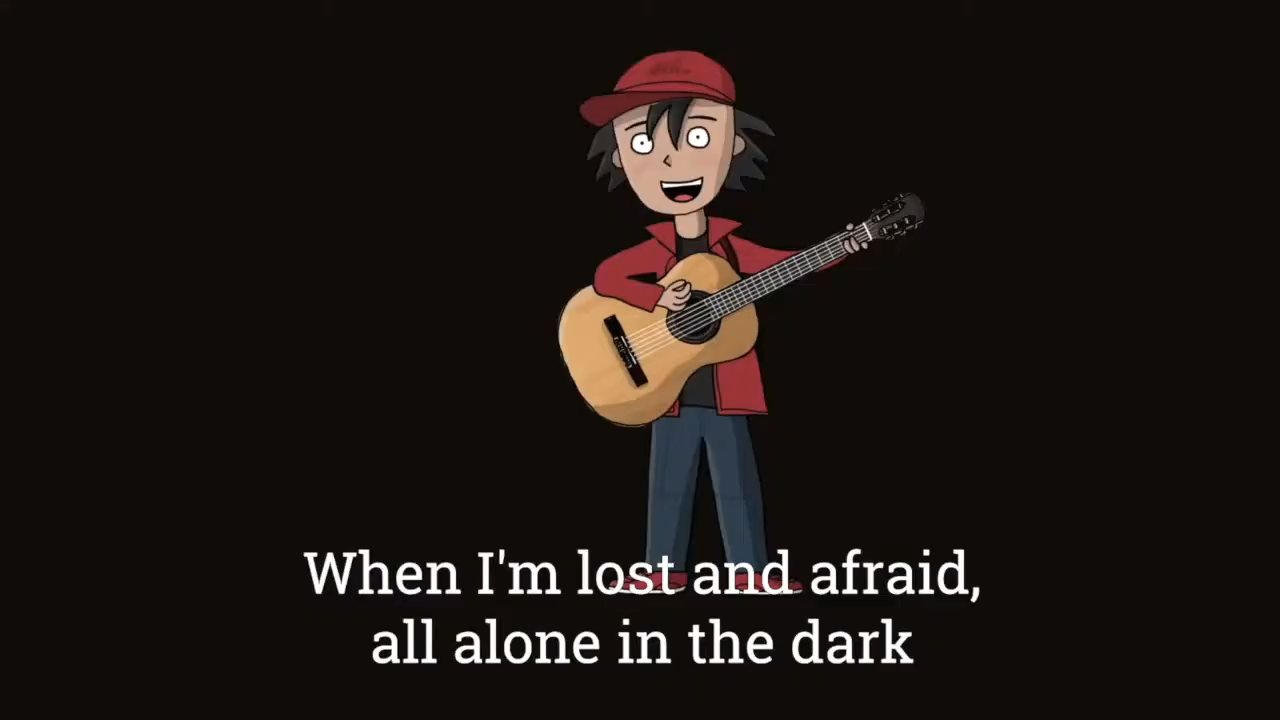 When I'm lost and afraid,
all alone in the dark